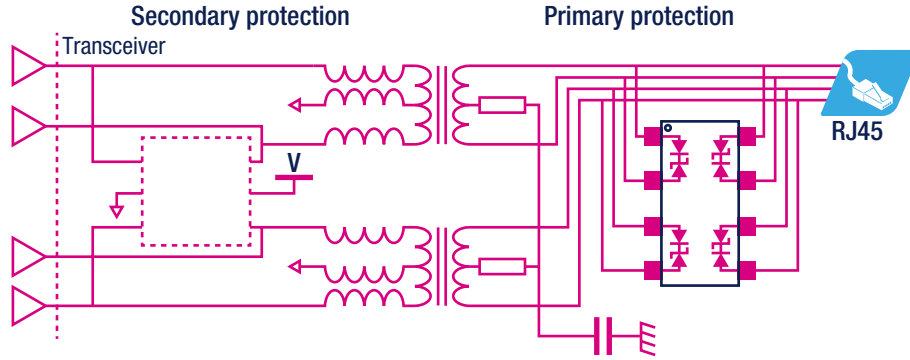 Secondary protection
Primary protection
Transceiver
RJ45
V